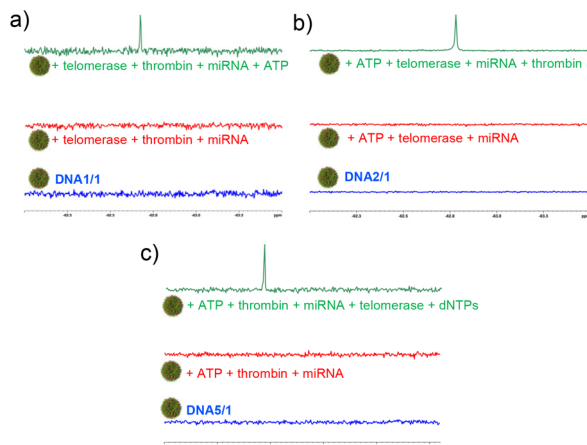 a)
+ telomerase + thrombin + miRNA + ATP
+ telomerase + thrombin + miRNA
DNA1/1
ppm
b)
+ ATP + telomerase + miRNA + thrombin
+ ATP + telomerase + miRNA
DNA2/1
c)
+ ATP + thrombin + miRNA + telomerase + dNTPs
+ ATP + thrombin + miRNA
DNA5/1